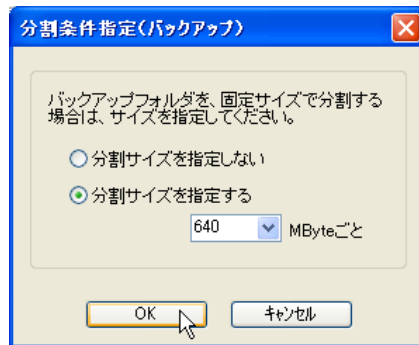 分割条件指定(バックアップ)
バックアップフォルダを、固定サイズで分割する
場合は、サイズを指定してください。
分割サイズを指定しない
分割サイズを指定する
640 MByteごと
OK キャンセル